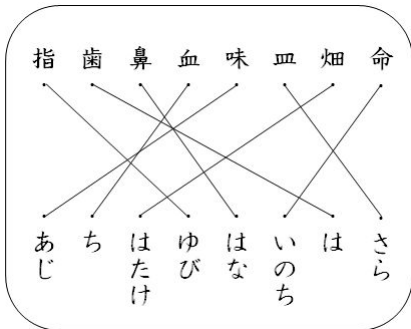 指 歯 鼻 血 味 皿 畑 命
あじ ち はたけ ゆび はな いのち は さら